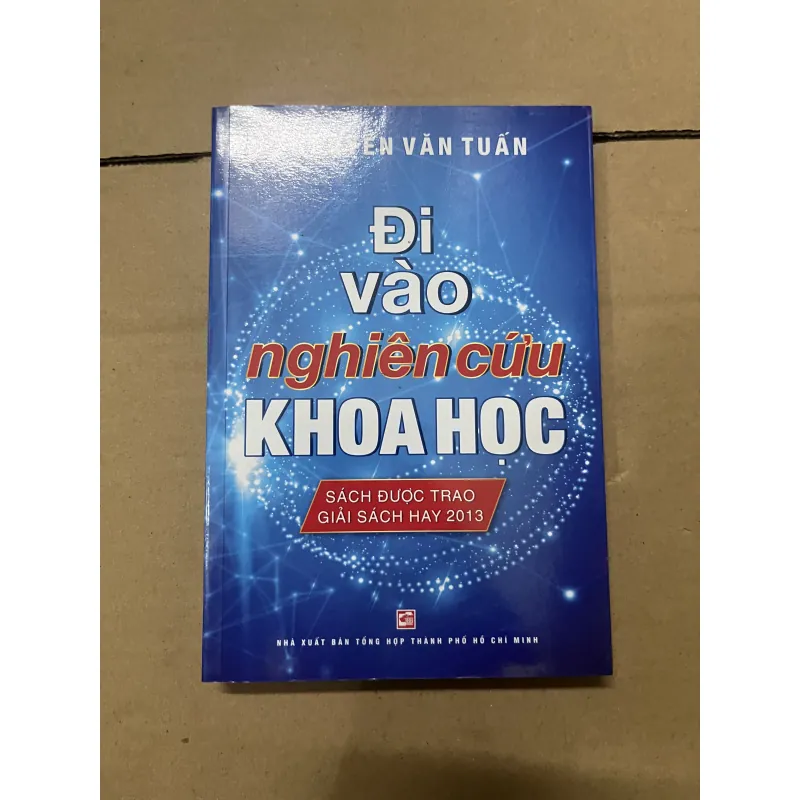 VĂN TUẤN
Đi
vào
nghiên cứu
KHOA HỌC
SÁCH ĐƯỢC TRAO
GIẢI SÁCH HAY 2013
NHÀ XUẤT BẢN TỔNG HỢP THÀNH PHỐ HỒ CHÍ MINH